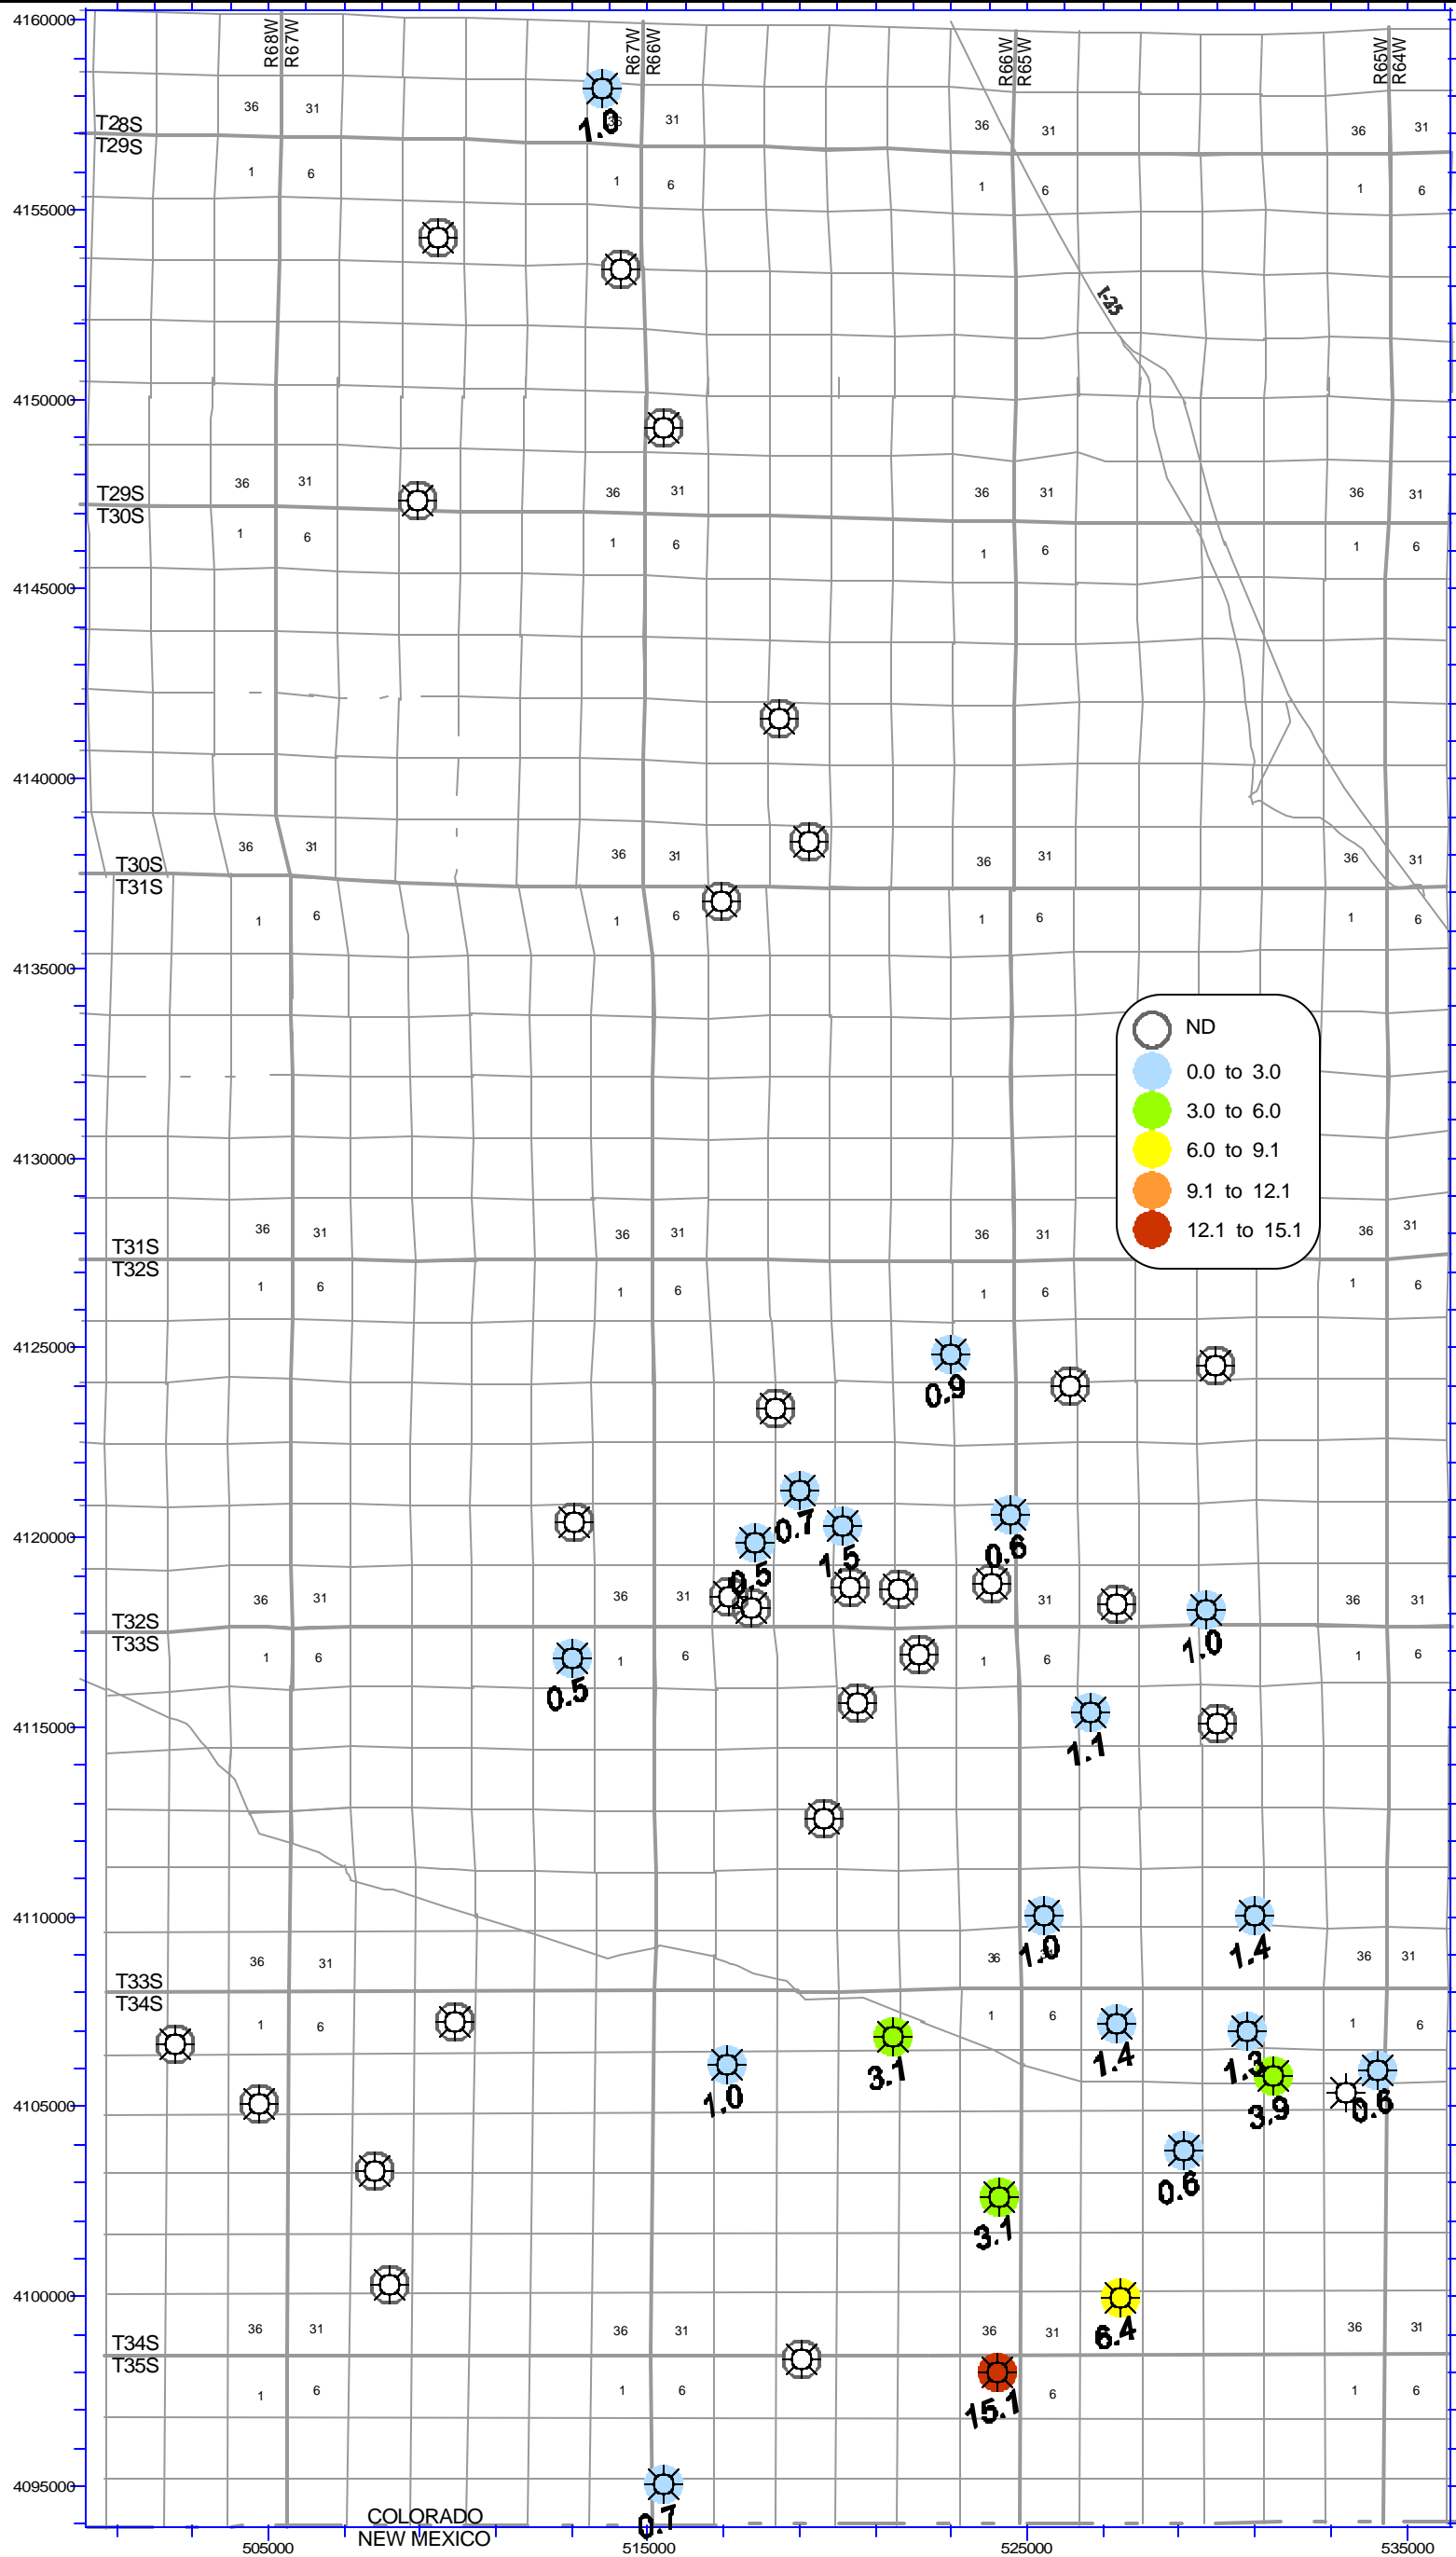 4160000
R68W R67W
R67W R66W
R66W R65W
R65W R64W
36 31 36 31 36 31 36 31
1.0
T28S
T29S
1 6 1 6 1 6 1 6
4155000
I-25
4150000
36 31 36 31 36 31 36 31
T29S
T30S
1 6 1 6 1 6 1 6
4145000
4140000
36 31 36 31 36 31 36 31
T30S
T31S
1 6 1 6 1 6 1 6
4135000
ND
0.0 to 3.0
3.0 to 6.0
6.0 to 9.1
9.1 to 12.1
12.1 to 15.1
4130000
36 31 36 31 36 31 36 31
T31S
T32S
1 6 1 6 1 6 1 6
4125000
0.9
0.7
4120000
1.5
0.6
0.5
36 31 36 31 31 36 31
T32S
T33S
1.0
1 6 1 6 1 6 1 6
0.5
4115000
1.1
4110000
1.0
1.4
36 31 36 36 31
T33S
T34S
1 6 1 6 1 6
3.1
1.4
1.3
1.0
4105000
3.9
0.6
0.6
3.1
4100000
6.4
36 31 36 31 36 31 36 31
T34S
T35S
15.1
1 6 1 6 6 1 6
4095000
0.7
COLORADO
NEW MEXICO
505000 515000 525000 535000